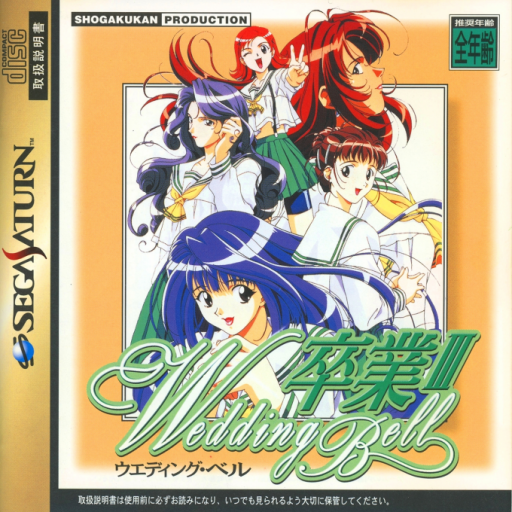 COMPACT
disc
取扱説明書
SHOGAKUKAN PRODUCTION
推奨年齢
全年齢
SEGA SATURN™
卒業III
Wedding Bell
ウエディング・ベル
取扱説明書は使用前に必ずお読みになり、いつでも見られるよう大切に保管してください。